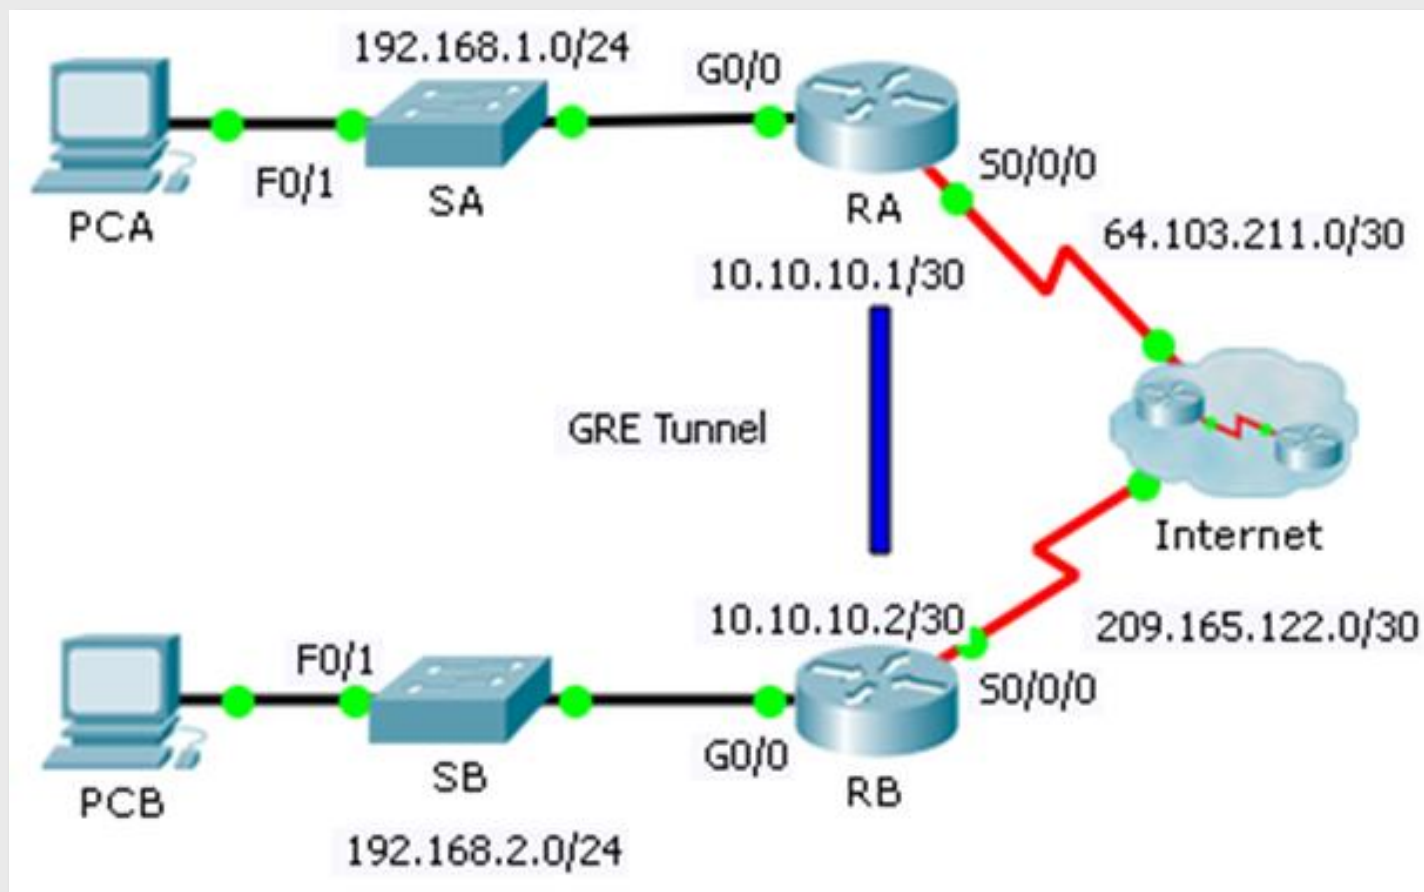 192.168.1.0/24
G0/0
F0/1
S0/0/0
PCA
SA
RA
64.103.211.0/30
10.10.10.1/30
GRE Tunnel
Internet
10.10.10.2/30
209.165.122.0/30
F0/1
S0/0/0
G0/0
PCB
SB
RB
192.168.2.0/24